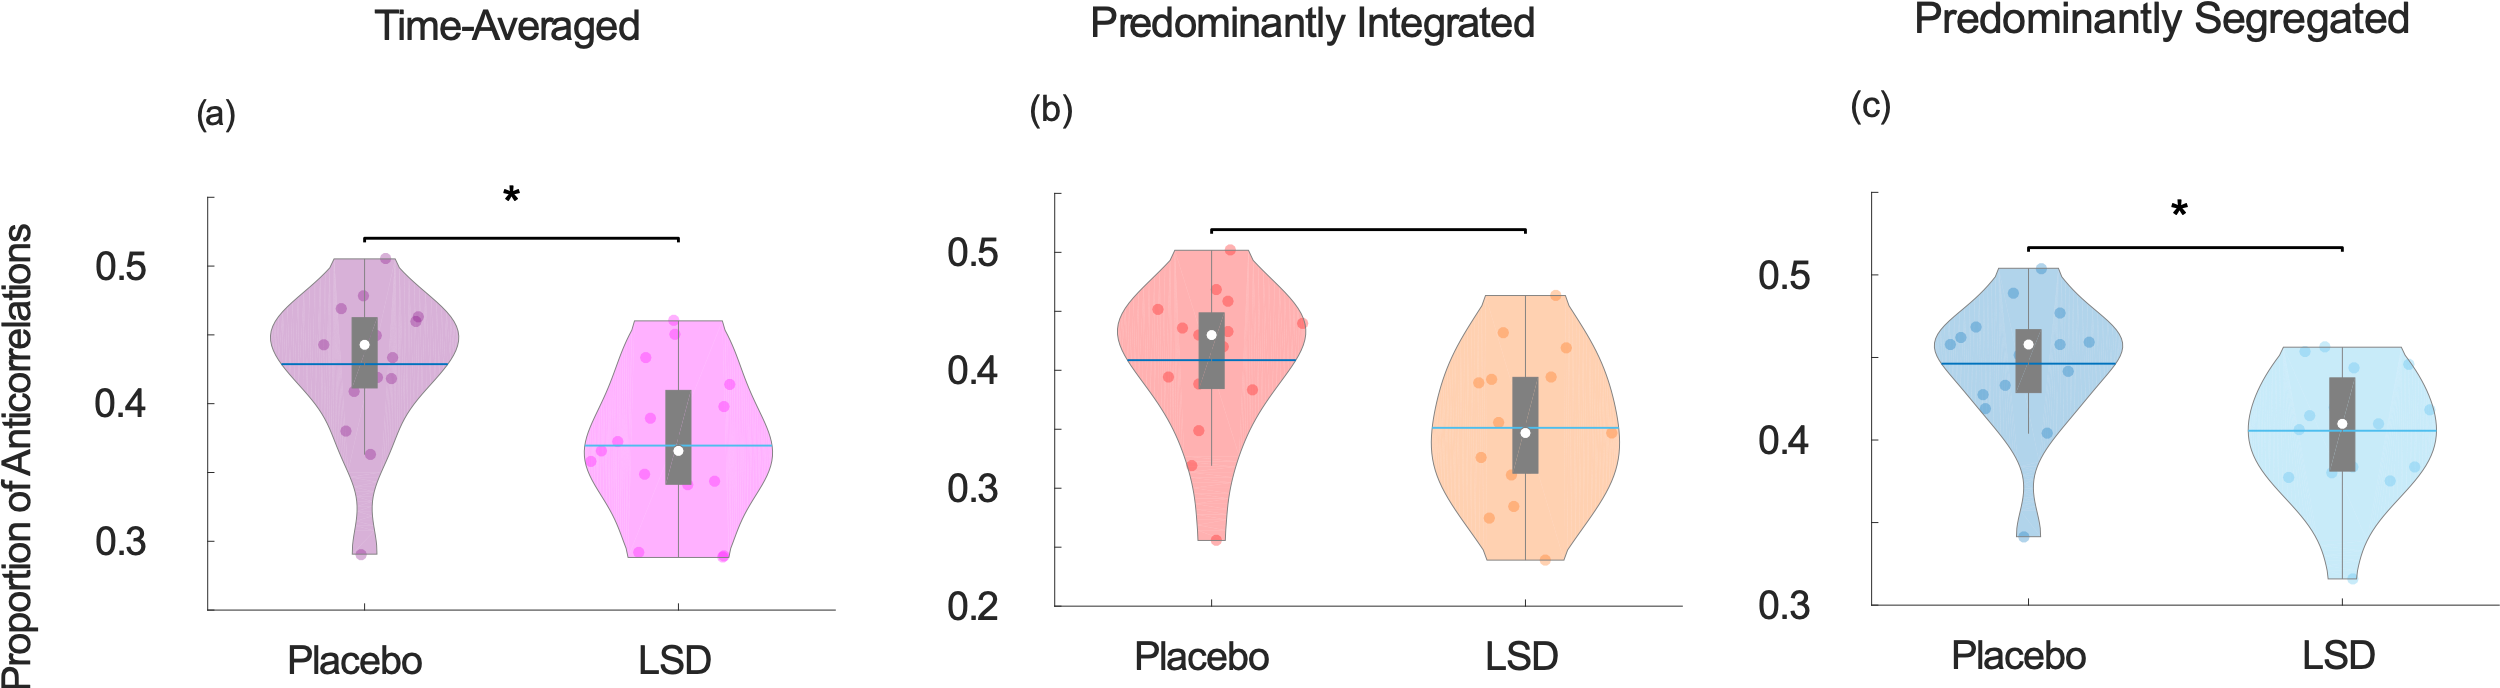 Time-Averaged
Predominantly Integrated
Predominantly Segregated
(a)
(b)
(c)
Proportion of Anticorrelations
*
0.5
0.4
0.3
Placebo
LSD
0.5
0.4
0.3
0.2
Placebo
LSD
*
0.5
0.4
0.3
Placebo
LSD